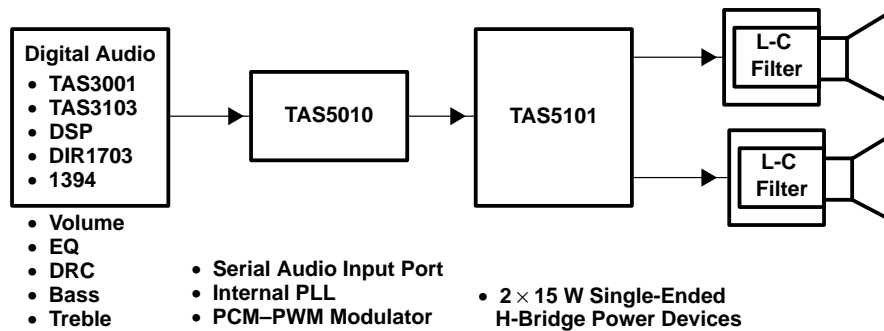 Digital Audio
• TAS3001
• TAS3103
• DSP
• DIR1703
• 1394
• Volume
• EQ
• DRC
• Bass
• Treble
TAS5010
• Serial Audio Input Port
• Internal PLL
• PCM–PWM Modulator
TAS5101
• 2 × 15 W Single-Ended
H-Bridge Power Devices
L-C
Filter
L-C
Filter